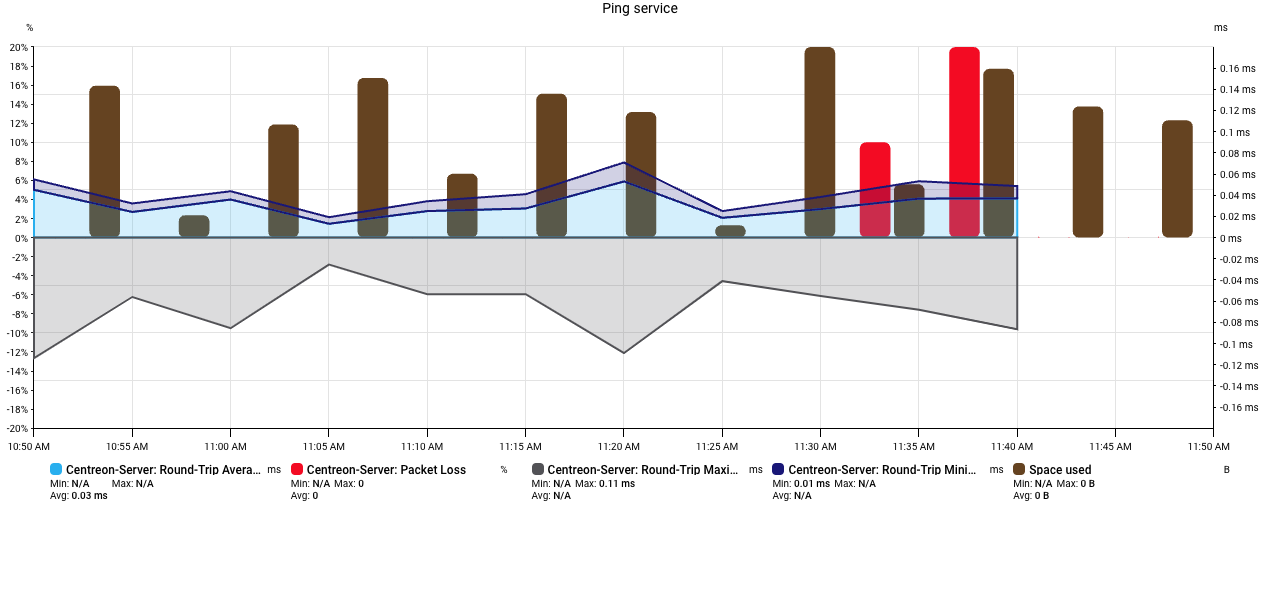 Ping service
% ms
20%
18% 0.16 ms
16% 0.14 ms
14% 0.12 ms
12%
10% 0.1 ms
8% 0.08 ms
6% 0.06 ms
4% 0.04 ms
2% 0.02 ms
0% 0 ms
-2% -0.02 ms
-4% -0.04 ms
-6% -0.06 ms
-8% -0.08 ms
-10%
-12% -0.1 ms
-14% -0.12 ms
-16% -0.14 ms
-18% -0.16 ms
-20%
10:50 AM 10:55 AM 11:00 AM 11:05 AM 11:10 AM 11:15 AM 11:20 AM 11:25 AM 11:30 AM 11:35 AM 11:40 AM 11:45 AM 11:50 AM
Centreon-Server: Round-Trip Avera... ms Centreon-Server: Packet Loss % Centreon-Server: Round-Trip Maxi... ms Centreon-Server: Round-Trip Mini... ms Space used B
Min: N/A Max: N/A Min: N/A Max: 0 Min: N/A Max: 0.11 ms Min: 0.01 ms Max: N/A Min: N/A Max: 0 B
Avg: 0.03 ms Avg: 0 Avg: N/A Avg: N/A Avg: 0 B